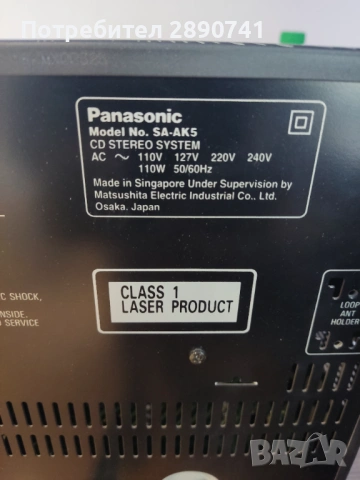 Потребител 2890741
Panasonic
Model No. SA-AK5
CD STEREO SYSTEM
AC ～ 110V 127V 220V 240V
110W 50/60Hz
Made in Singapore Under Supervision by
Matsushita Electric Industrial Co., Ltd.
Osaka, Japan
CLASS 1
LASER PRODUCT
C SHOCK,
NSIDE.
SERVICE
LOOP
ANT
HOLDER
BAZAR